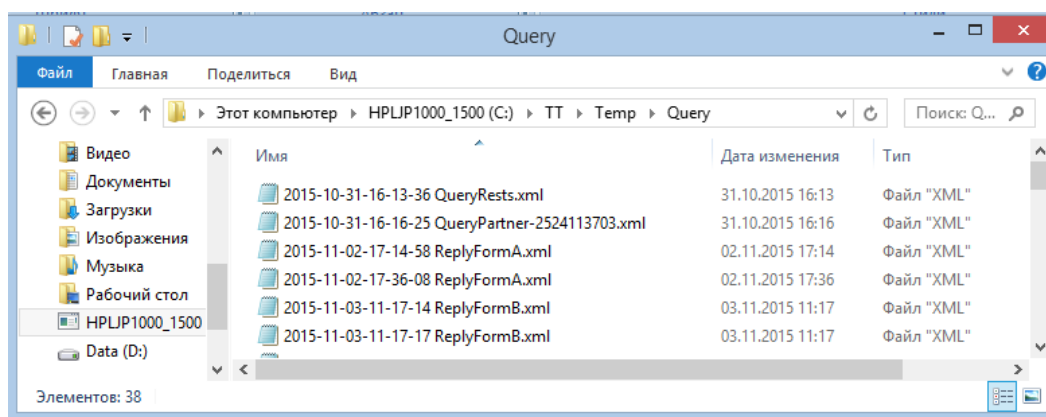 Query
Файл Главная Поделиться Вид
Этот компьютер HPLJP1000_1500 (C:) TT Temp Query Поиск: Q...
Видео
Документы
Загрузки
Изображения
Музыка
Рабочий стол
HPLJP1000_1500
Data (D:)
Имя Дата изменения Тип
2015-10-31-16-13-36 QueryRests.xml 31.10.2015 16:13 Файл "XML"
2015-10-31-16-16-25 QueryPartner-2524113703.xml 31.10.2015 16:16 Файл "XML"
2015-11-02-17-14-58 ReplyFormA.xml 02.11.2015 17:14 Файл "XML"
2015-11-02-17-36-08 ReplyFormA.xml 02.11.2015 17:36 Файл "XML"
2015-11-03-11-17-14 ReplyFormB.xml 03.11.2015 11:17 Файл "XML"
2015-11-03-11-17-17 ReplyFormB.xml 03.11.2015 11:17 Файл "XML"
Элементов: 38